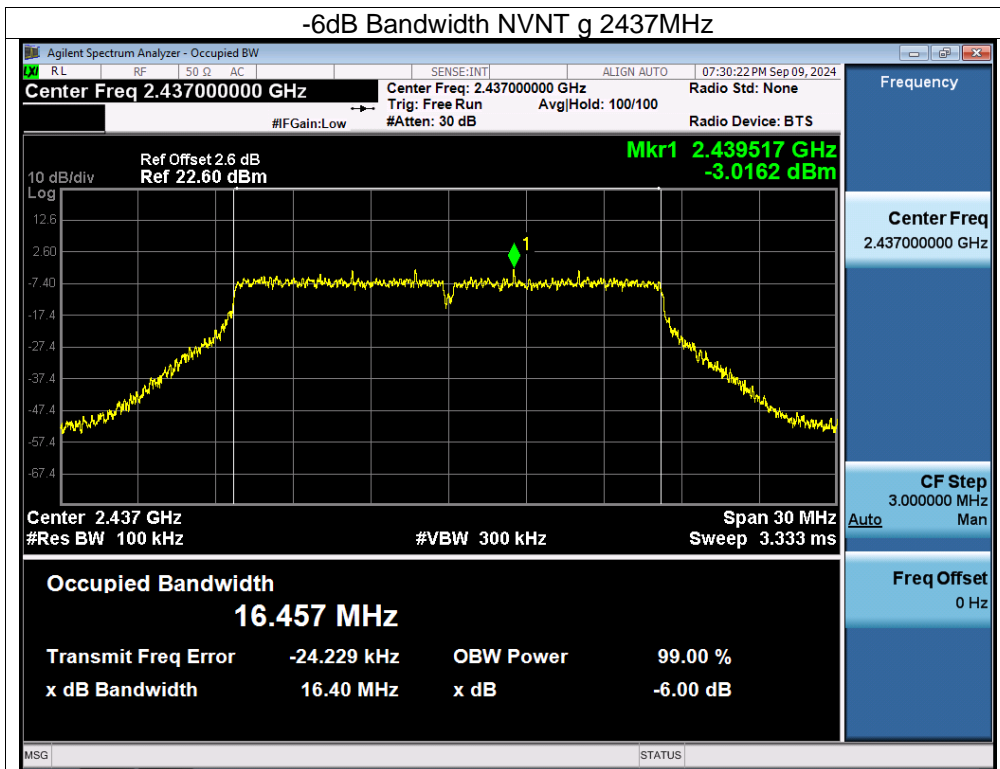 -6dB Bandwidth NVNT g 2437MHz
Agilent Spectrum Analyzer - Occupied BW
LXI RL RF 50 Ω AC SENSE:INT ALIGN AUTO 07:30:22 PM Sep 09, 2024
Center Freq 2.437000000 GHz
Center Freq: 2.437000000 GHz Radio Std: None
Trig: Free Run Avg|Hold: 100/100
#IFGain:Low #Atten: 30 dB Radio Device: BTS
Frequency
Mkr1 2.439517 GHz
-3.0162 dBm
Ref Offset 2.6 dB
10 dB/div Ref 22.60 dBm
Log
12.6
2.60
-7.40
-17.4
-27.4
-37.4
-47.4
-57.4
-67.4
1
Center 2.437 GHz Span 30 MHz
#Res BW 100 kHz #VBW 300 kHz Sweep 3.333 ms
Center Freq
2.437000000 GHz
CF Step
3.000000 MHz
Auto Man
Freq Offset
0 Hz
Occupied Bandwidth
16.457 MHz
Transmit Freq Error -24.229 kHz OBW Power 99.00 %
x dB Bandwidth 16.40 MHz x dB -6.00 dB
MSG STATUS